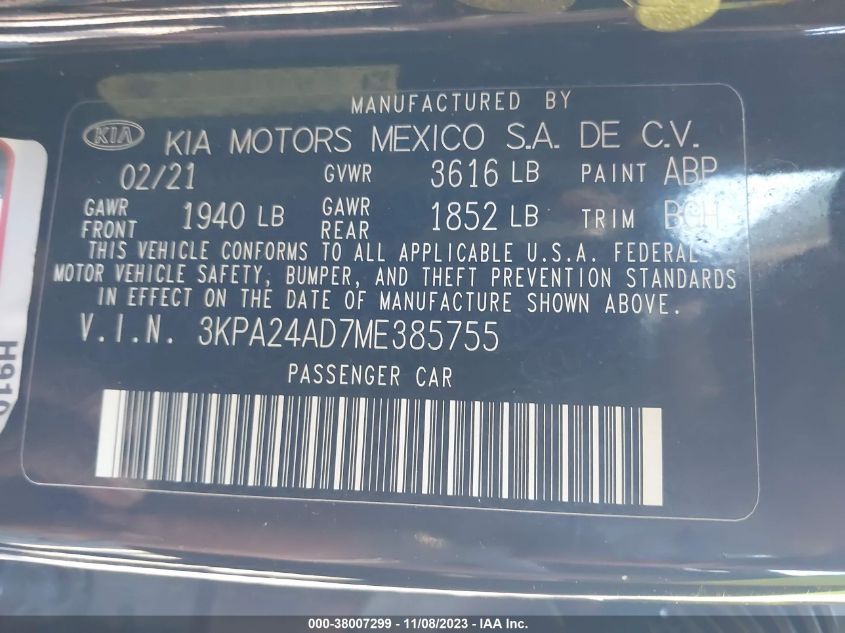 MANUFACTURED BY
KIA KIA MOTORS MEXICO S.A. DE C.V.
02/21 GVWR 3616 LB PAINT ABP
GAWR FRONT 1940 LB GAWR REAR 1852 LB TRIM
THIS VEHICLE CONFORMS TO ALL APPLICABLE U.S.A. FEDERAL
MOTOR VEHICLE SAFETY, BUMPER, AND THEFT PREVENTION STANDARDS
IN EFFECT ON THE DATE OF MANUFACTURE SHOWN ABOVE.
V.I.N. 3KPA24AD7ME385755
PASSENGER CAR
H910
000-38007299 - 11/08/2023 - IAA Inc.